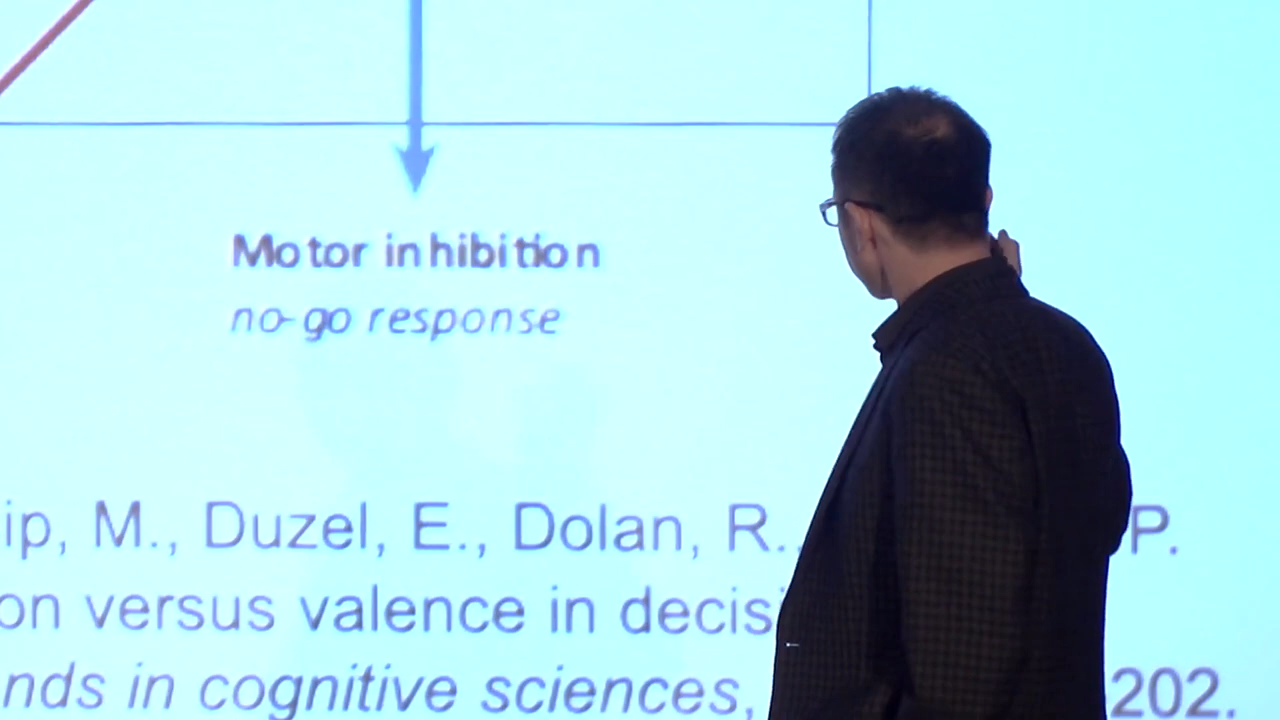 Motor inhibition
no-go response
ip, M., Duzel, E., Dolan, R., P.
on versus valence in decisi
nds in cognitive sciences, 202.